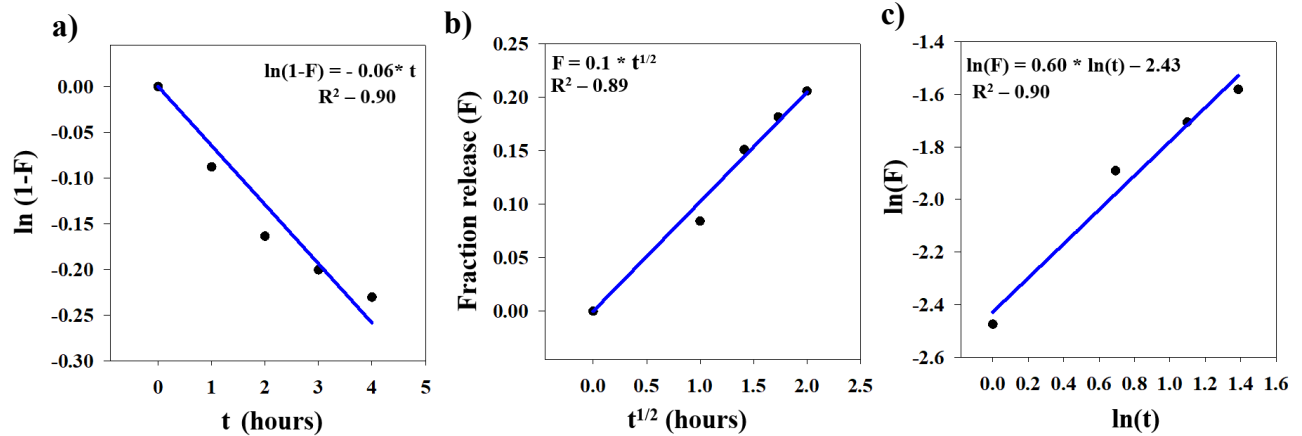 a)
ln(1-F) = - 0.06* t
R² – 0.90
ln (1-F)
0.00
-0.05
-0.10
-0.15
-0.20
-0.25
-0.30
0 1 2 3 4 5
t (hours)
b)
F = 0.1 * t¹/²
R² – 0.89
Fraction release (F)
0.25
0.20
0.15
0.10
0.05
0.00
0.0 0.5 1.0 1.5 2.0 2.5
t¹/² (hours)
c)
ln(F) = 0.60 * ln(t) – 2.43
R² – 0.90
ln(F)
-1.4
-1.6
-1.8
-2.0
-2.2
-2.4
-2.6
0.0 0.2 0.4 0.6 0.8 1.0 1.2 1.4 1.6
ln(t)